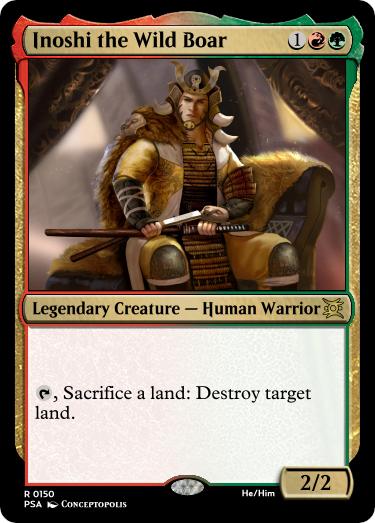 Inoshi the Wild Boar 1
Legendary Creature — Human Warrior
, Sacrifice a land: Destroy target
land.
2/2
R 0150 He/Him
PSA Conceptopolis